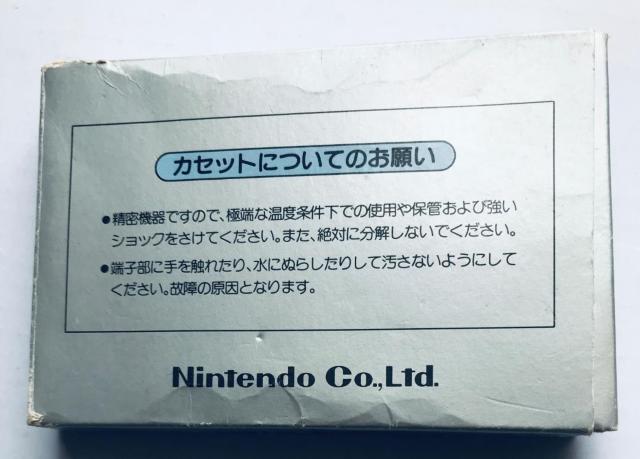 カセットについてのお願い
●精密機器ですので、極端な温度条件下での使用や保管および強い
ショックをさけてください。また、絶対に分解しないでください。
●端子部に手を触れたり、水にぬらしたりして汚さないようにして
ください。故障の原因となります。
Nintendo Co.,Ltd.